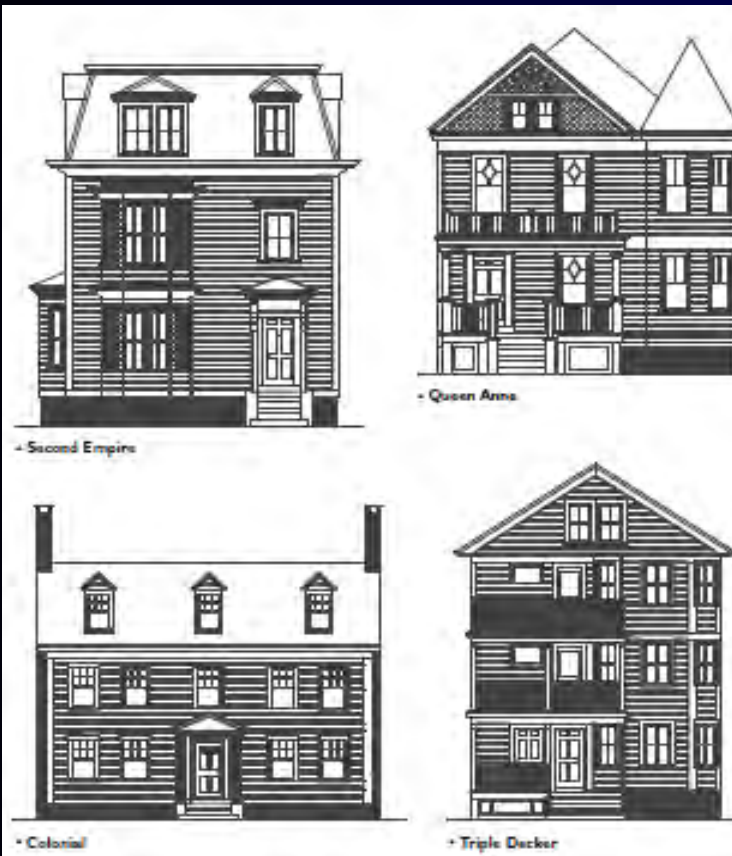 • Second Empire
• Queen Anne
• Colonial
• Triple Decker